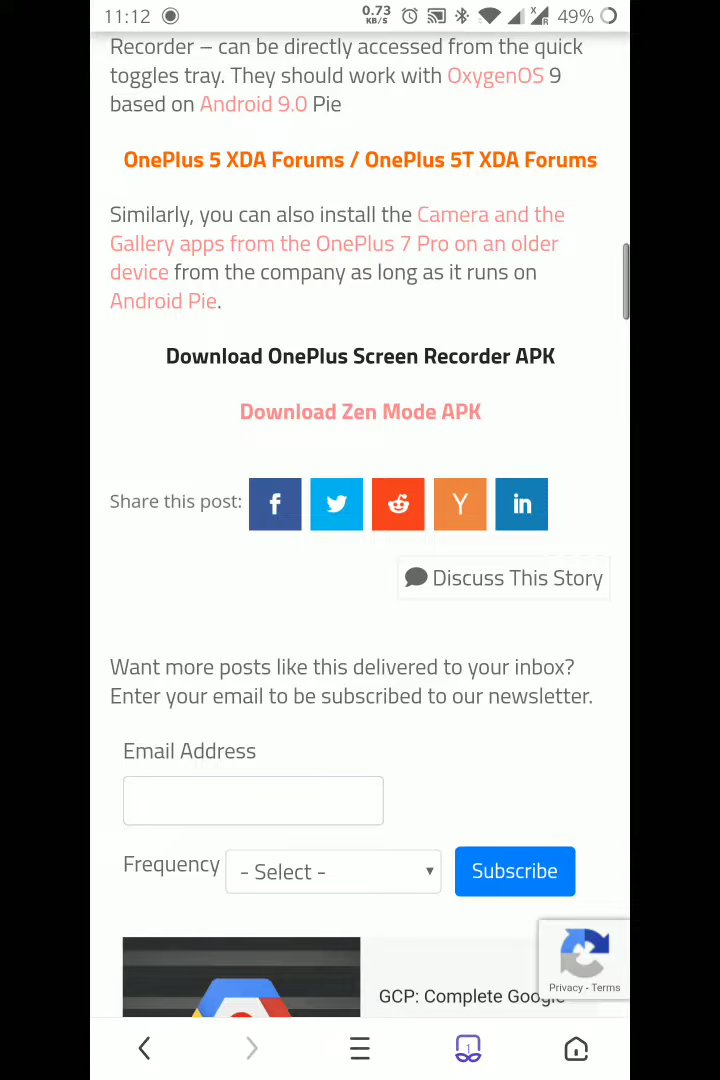 11:12 0.73 KB/S X R 49%
Recorder – can be directly accessed from the quick
toggles tray. They should work with OxygenOS 9
based on Android 9.0 Pie
OnePlus 5 XDA Forums / OnePlus 5T XDA Forums
Similarly, you can also install the Camera and the
Gallery apps from the OnePlus 7 Pro on an older
device from the company as long as it runs on
Android Pie.
Download OnePlus Screen Recorder APK
Download Zen Mode APK
Share this post: f Y in
Discuss This Story
Want more posts like this delivered to your inbox?
Enter your email to be subscribed to our newsletter.
Email Address
Frequency - Select - Subscribe
GCP: Complete Google
Privacy - Terms
1